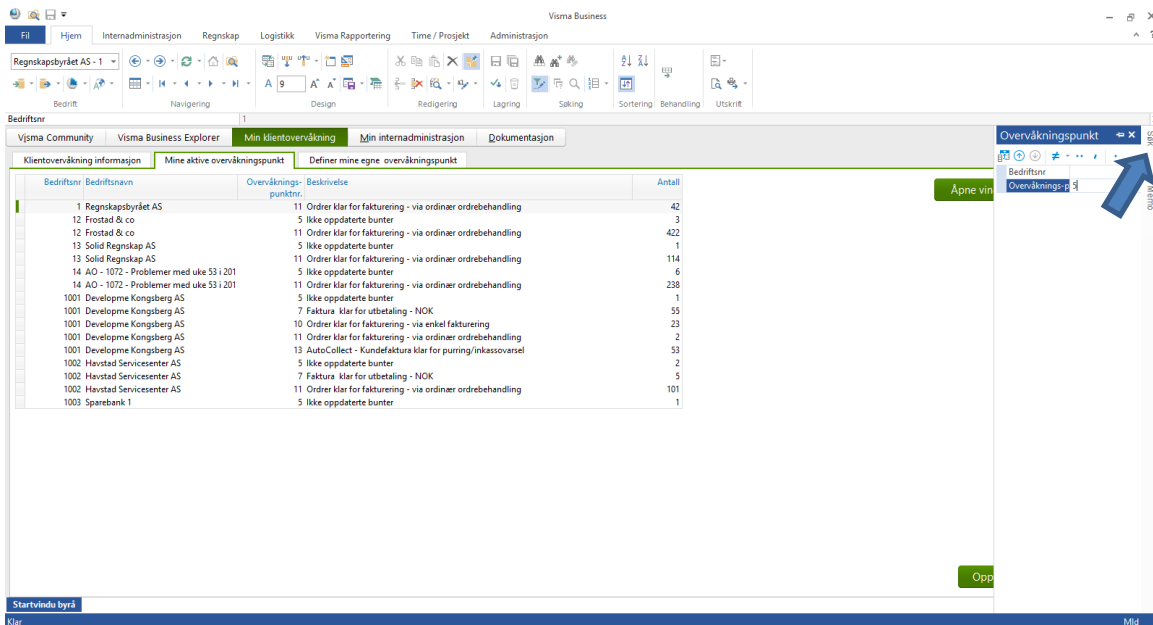 Visma Business
Fil Hjem Internadministrasjon Regnskap Logistikk Visma Rapportering Time / Prosjekt Administrasjon
Regnskapsbyrået AS - 1
A 9
Bedrift Navigering Design Redigering Lagring Søking Sortering Behandling Utskrift
Bedriftsnr 1
Visma Community Visma Business Explorer Min klientovervåkning Min internadministrasjon Dokumentasjon
Klientovervåkning informasjon Mine aktive overvåkningspunkt Definer mine egne overvåkningspunkt
Bedriftsnr Bedriftsnavn Overvåknings-punktnr. Beskrivelse Antall
1 Regnskapsbyrået AS 11 Ordrer klar for fakturering - via ordinær ordrebehandling 42
12 Frostad & co 5 Ikke oppdaterte bunter 3
12 Frostad & co 11 Ordrer klar for fakturering - via ordinær ordrebehandling 422
13 Solid Regnskap AS 5 Ikke oppdaterte bunter 1
13 Solid Regnskap AS 11 Ordrer klar for fakturering - via ordinær ordrebehandling 114
14 AO - 1072 - Problemer med uke 53 i 201 5 Ikke oppdaterte bunter 6
14 AO - 1072 - Problemer med uke 53 i 201 11 Ordrer klar for fakturering - via ordinær ordrebehandling 238
1001 Developme Kongsberg AS 5 Ikke oppdaterte bunter 1
1001 Developme Kongsberg AS 7 Faktura klar for utbetaling - NOK 55
1001 Developme Kongsberg AS 10 Ordrer klar for fakturering - via enkel fakturering 23
1001 Developme Kongsberg AS 11 Ordrer klar for fakturering - via ordinær ordrebehandling 2
1001 Developme Kongsberg AS 13 AutoCollect - Kundefaktura klar for purring/inkassovarsel 53
1002 Havstad Servicesenter AS 5 Ikke oppdaterte bunter 2
1002 Havstad Servicesenter AS 7 Faktura klar for utbetaling - NOK 5
1002 Havstad Servicesenter AS 11 Ordrer klar for fakturering - via ordinær ordrebehandling 101
1003 Sparebank 1 5 Ikke oppdaterte bunter 1
Åpne vin
Opp
Overvåkningspunkt
Bedriftsnr
Overvåknings-p 5
Søk
Memo
Startvindu byrå
Klar Mld